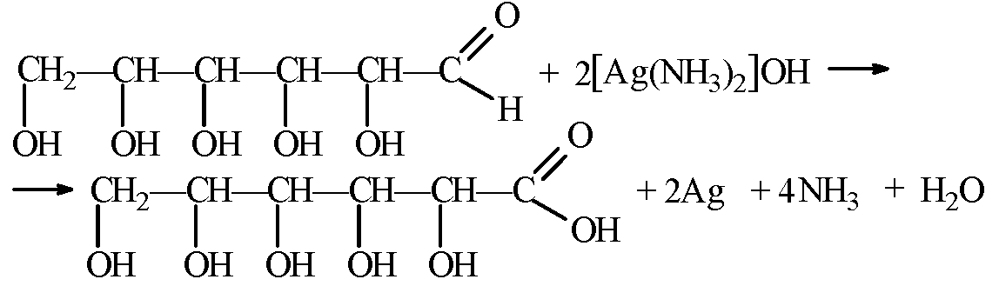 O
CH₂—CH—CH—CH—CH—C + 2[Ag(NH₃)₂]OH ⟶
H
OH OH OH OH OH
O
⟶ CH₂—CH—CH—CH—CH—C + 2Ag + 4NH₃ + H₂O
OH
OH OH OH OH OH